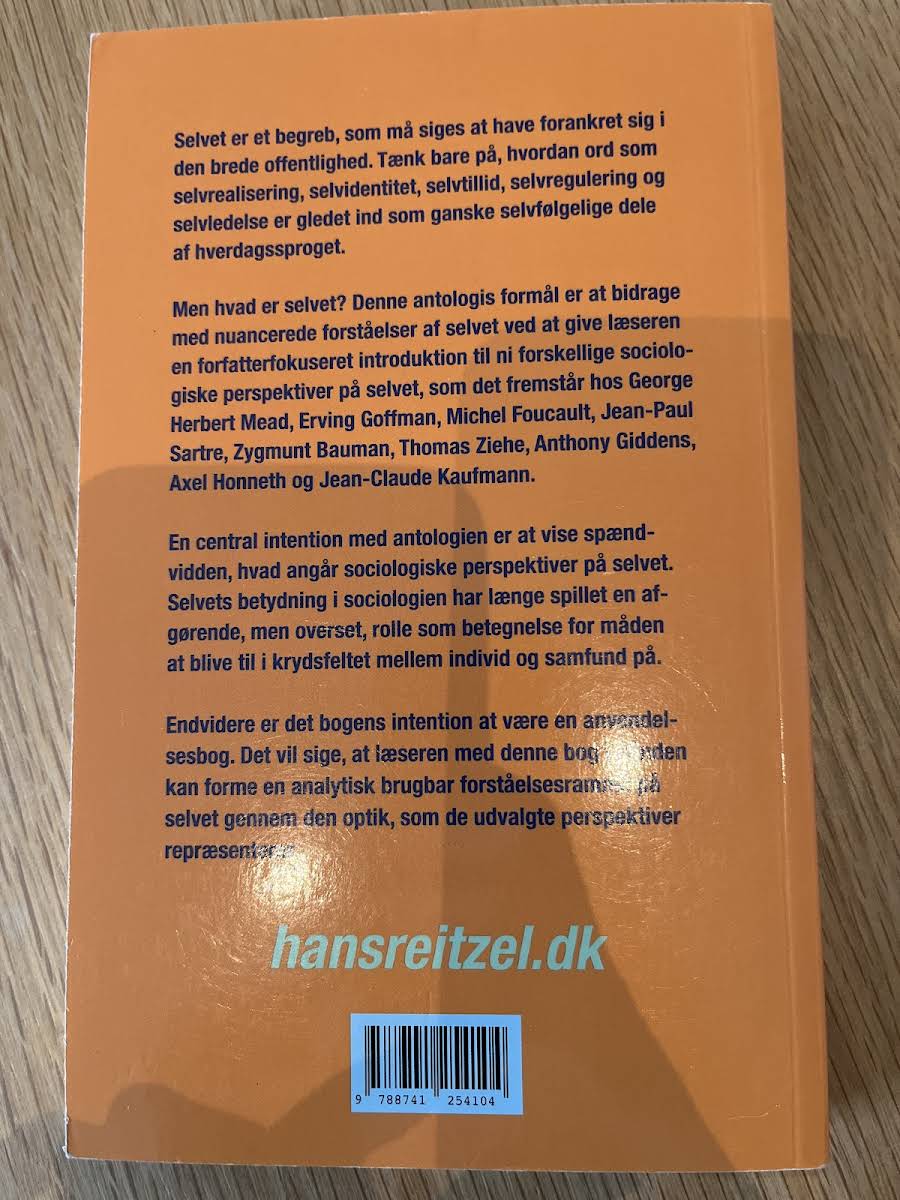 Selvet er et begreb, som må siges at have forankret sig i
den brede offentlighed. Tænk bare på, hvordan ord som
selvrealisering, selvidentitet, selvtillid, selvregulering og
selvledelse er gledet ind som ganske selvfølgelige dele
af hverdagssproget.
Men hvad er selvet? Denne antologis formål er at bidrage
med nuancerede forståelser af selvet ved at give læseren
en forfatterfokuseret introduktion til ni forskellige sociolo-
giske perspektiver på selvet, som det fremstår hos George
Herbert Mead, Erving Goffman, Michel Foucault, Jean-Paul
Sartre, Zygmunt Bauman, Thomas Ziehe, Anthony Giddens,
Axel Honneth og Jean-Claude Kaufmann.
En central intention med antologien er at vise spænd-
vidden, hvad angår sociologiske perspektiver på selvet.
Selvets betydning i sociologien har længe spillet en af-
gørende, men overset, rolle som betegnelse for måden
at blive til i krydsfeltet mellem individ og samfund på.
Endvidere er det bogens intention at være en anvendel-
sesbog. Det vil sige, at læseren med denne bog
kan forme en analytisk brugbar forståelsesramme på
selvet gennem den optik, som de udvalgte perspektiver
hansreitzel.dk
9 788741 254104